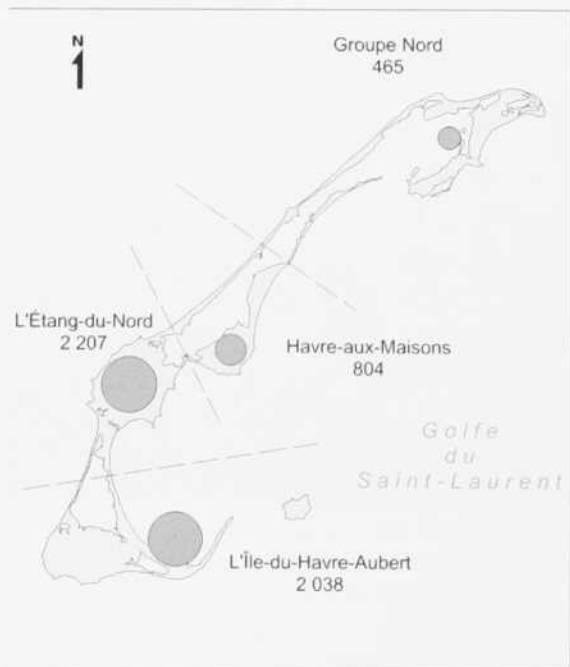 N
Groupe Nord
465
L'Étang-du-Nord
2 207
Havre-aux-Maisons
804
Golfe
du
Saint-Laurent
L'Île-du-Havre-Aubert
2 038